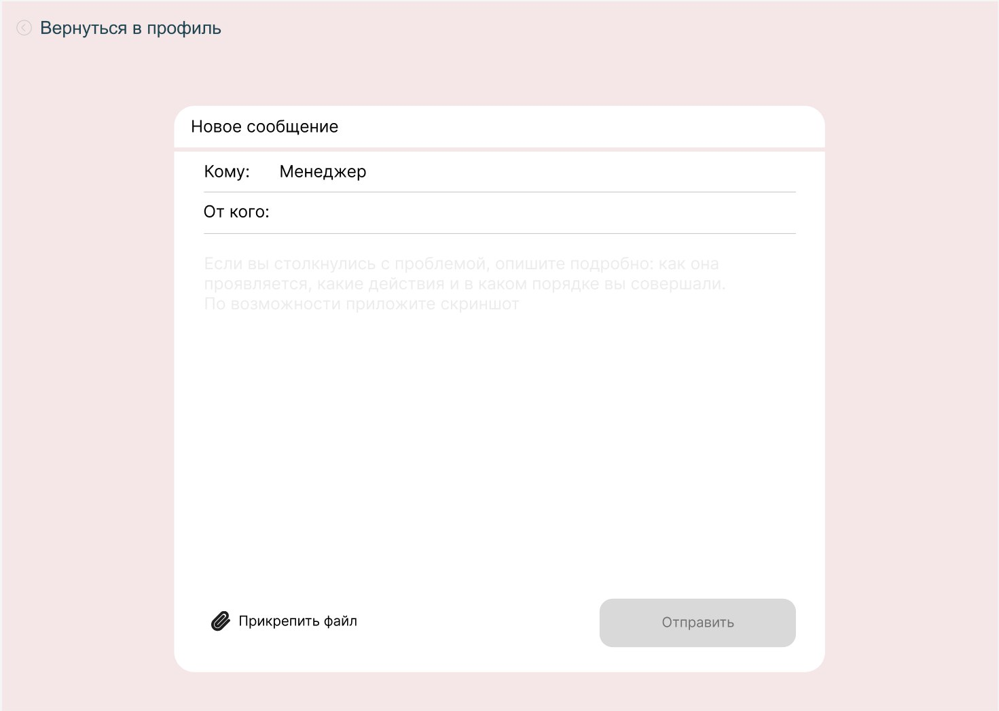 Вернуться в профиль
Новое сообщение
Кому: Менеджер
От кого:
Если вы столкнулись с проблемой, опишите подробно: как она
проявляется, какие действия и в каком порядке вы совершали.
По возможности приложите скриншот
Прикрепить файл
Отправить